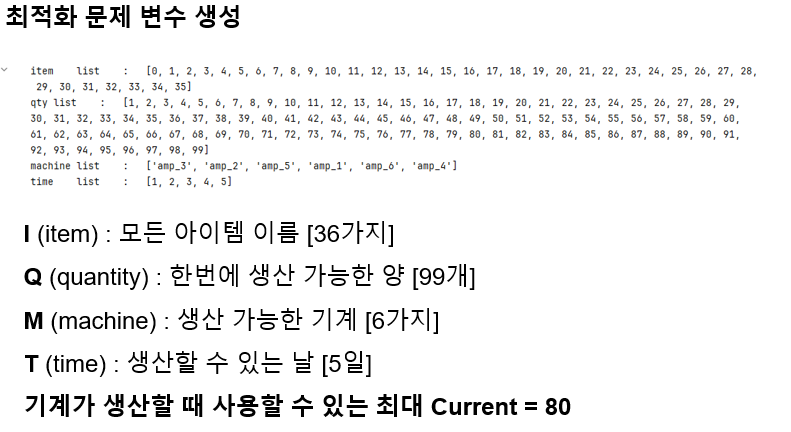 최적화 문제 변수 생성
item list : [0, 1, 2, 3, 4, 5, 6, 7, 8, 9, 10, 11, 12, 13, 14, 15, 16, 17, 18, 19, 20, 21, 22, 23, 24, 25, 26, 27, 28,
29, 30, 31, 32, 33, 34, 35]
qty list : [1, 2, 3, 4, 5, 6, 7, 8, 9, 10, 11, 12, 13, 14, 15, 16, 17, 18, 19, 20, 21, 22, 23, 24, 25, 26, 27, 28, 29,
30, 31, 32, 33, 34, 35, 36, 37, 38, 39, 40, 41, 42, 43, 44, 45, 46, 47, 48, 49, 50, 51, 52, 53, 54, 55, 56, 57, 58, 59, 60,
61, 62, 63, 64, 65, 66, 67, 68, 69, 70, 71, 72, 73, 74, 75, 76, 77, 78, 79, 80, 81, 82, 83, 84, 85, 86, 87, 88, 89, 90, 91,
92, 93, 94, 95, 96, 97, 98, 99]
machine list : ['amp_3', 'amp_2', 'amp_5', 'amp_1', 'amp_6', 'amp_4']
time list : [1, 2, 3, 4, 5]
I (item) : 모든 아이템 이름 [36가지]
Q (quantity) : 한번에 생산 가능한 양 [99개]
M (machine) : 생산 가능한 기계 [6가지]
T (time) : 생산할 수 있는 날 [5일]
기계가 생산할 때 사용할 수 있는 최대 Current = 80